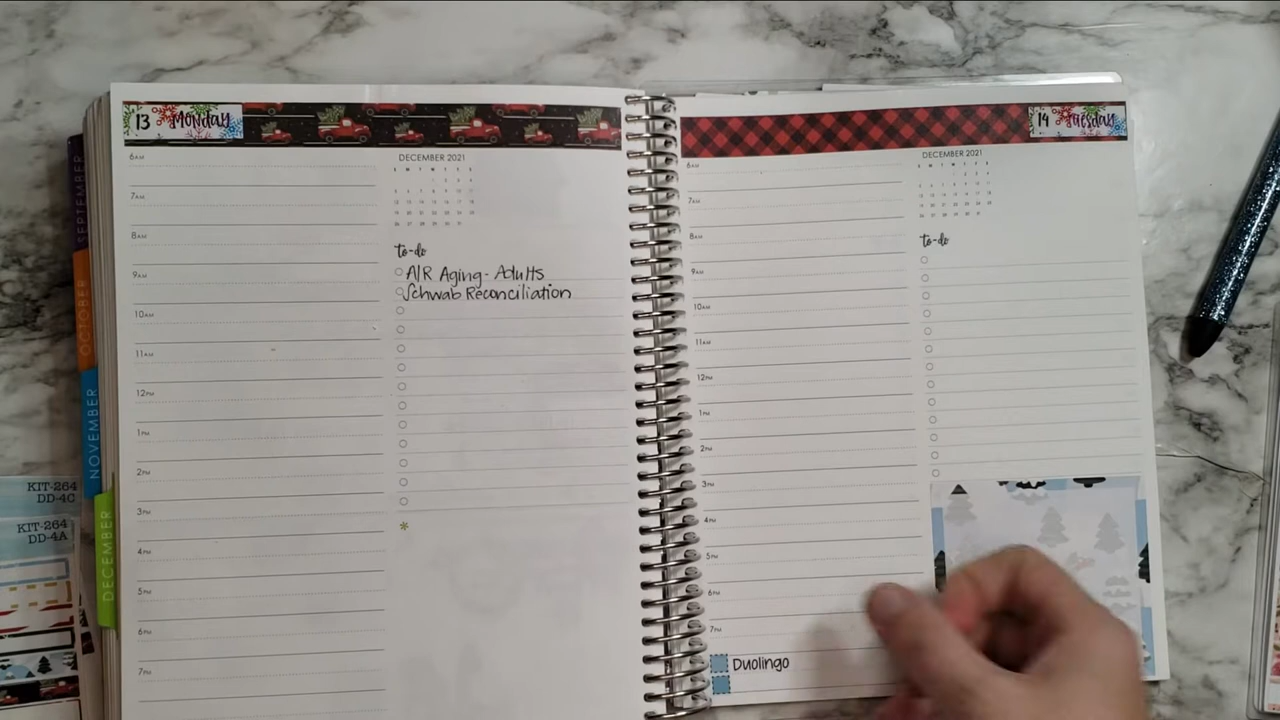 SEPTEMBER
OCTOBER
NOVEMBER
DECEMBER
KIT-264
DD-4C
KIT-264
DD-4A
13 Monday
6AM
7AM
8AM
9AM
10AM
11AM
12PM
1PM
2PM
3PM
4PM
5PM
6PM
7PM
DECEMBER 2021
S M T W T F S
to-do
A/R Aging - Adults
Schwab Reconciliation
*
14 Tuesday
6AM
7AM
8AM
9AM
10AM
11AM
12PM
1PM
2PM
3PM
4PM
5PM
6PM
7PM
Duolingo
DECEMBER 2021
S M T W T F S
to-do